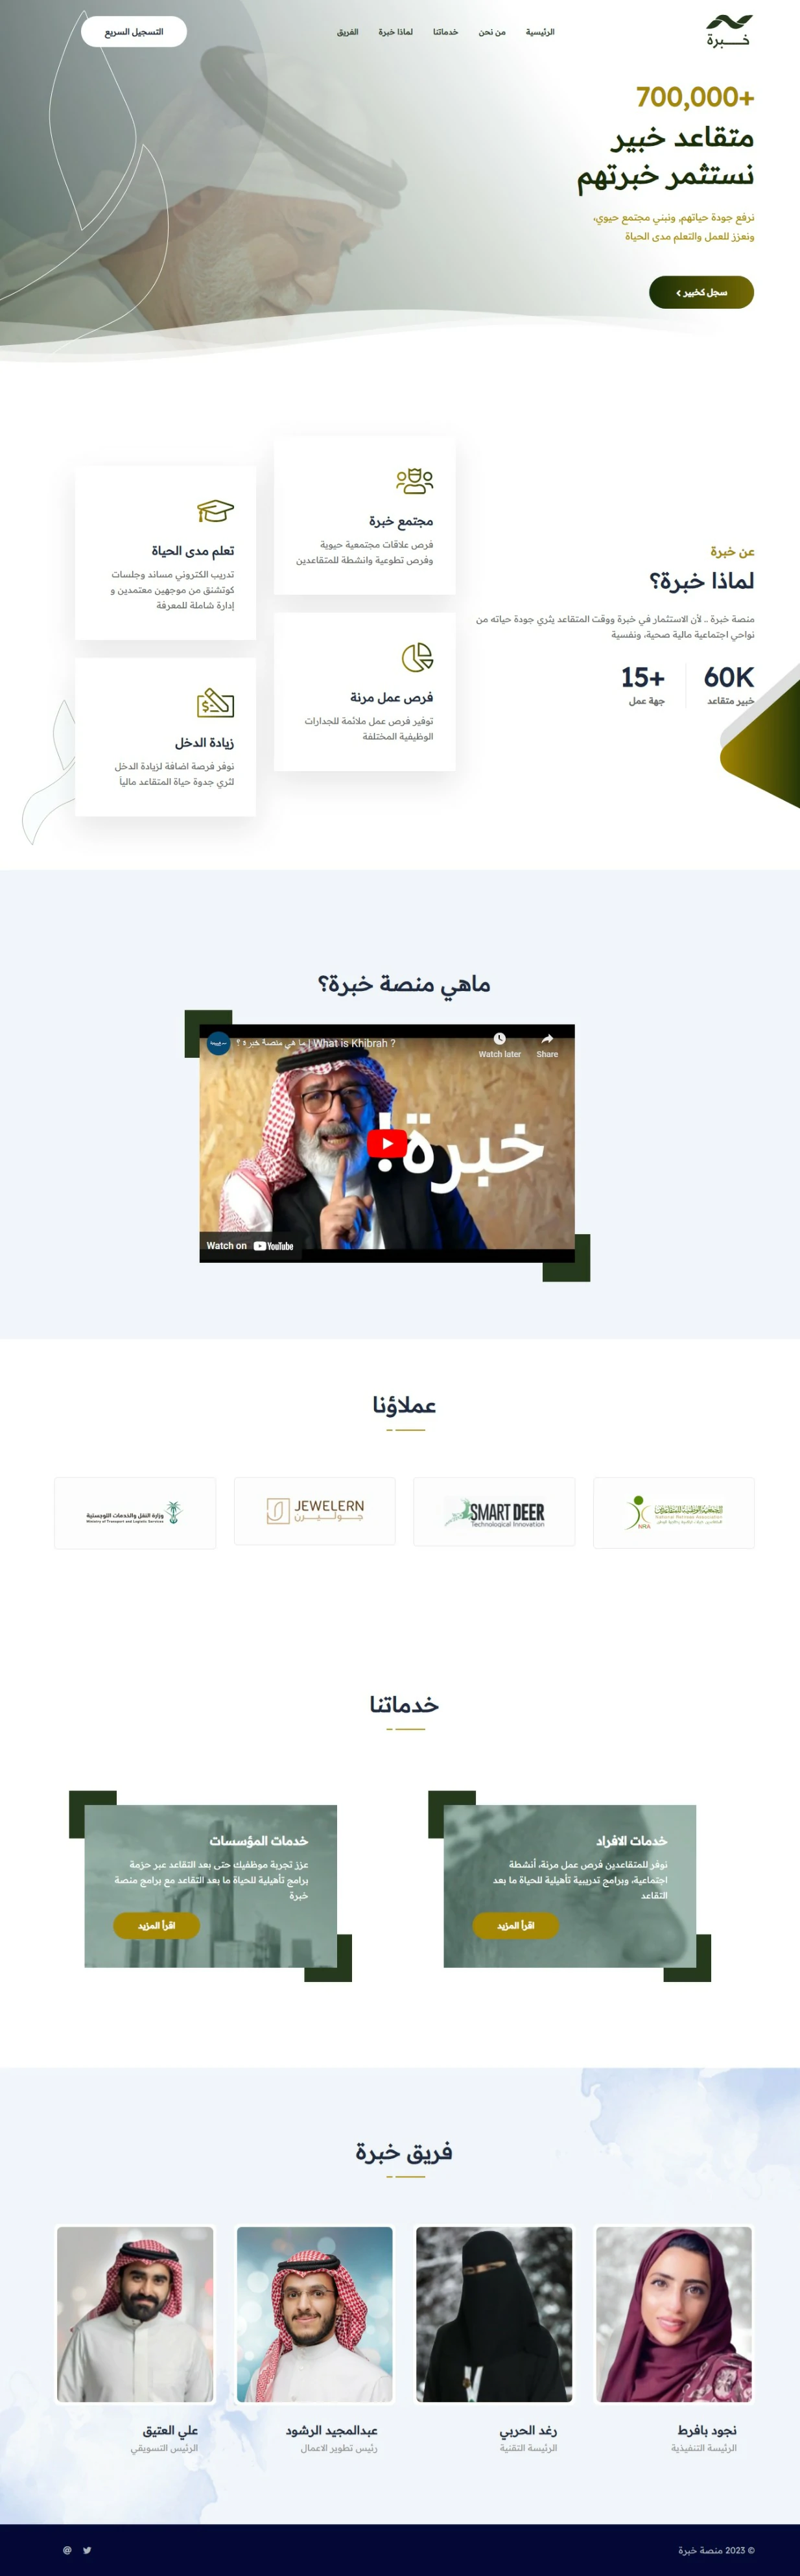 خـــبرة
الرئيسية
من نحن
خدماتنا
لماذا خبرة
الفريق
التسجيل السريع
700,000+
متقاعد خبير
نستثمر خبرتهم
نرفع جودة حياتهم, ونبني مجتمع حيوي,
ونعزز للعمل والتعلم مدى الحياة
سجل كخبير
عن خبرة
لماذا خبرة؟
منصة خبرة .. لأن الاستثمار في خبرة ووقت المتقاعد يثري جودة حياته من
نواحي اجتماعية مالية صحية، ونفسية
60K
خبير متقاعد
15+
جهة عمل
مجتمع خبرة
فرص علاقات مجتمعية حيوية
وفرص تطوعية وانشطة للمتقاعدين
تعلم مدى الحياة
تدريب الكتروني مساند وجلسات
كوتشنق من موجهين معتمدين و
إدارة شاملة للمعرفة
فرص عمل مرنة
توفير فرص عمل ملائمة للجدارات
الوظيفية المختلفة
زيادة الدخل
نوفر فرصة اضافة لزيادة الدخل
لثري جدوة حياة المتقاعد مالياً
ماهي منصة خبرة؟
ما هي منصة خبرة ؟ | What is Khibrah ?
Watch later
Share
خبرة!
Watch on YouTube
عملاؤنا
National Retirees Association
NRA
SMART DEER
Technological Innovation
JEWELERN
جـولـيـرن
وزارة النقل والخدمات اللوجستية
Ministry of Transport and Logistic Services
خدماتنا
خدمات الافراد
نوفر للمتقاعدين فرص عمل مرنة، أنشطة
اجتماعية، وبرامج تدريبية تأهيلية للحياة ما بعد
التقاعد
اقرأ المزيد
خدمات المؤسسات
عزز تجربة موظفيك حتى بعد التقاعد عبر حزمة
برامج تأهيلية للحياة ما بعد التقاعد مع برامج منصة
خبرة
اقرأ المزيد
فريق خبرة
نجود بافرط
الرئيسة التنفيذية
رغد الحربي
الرئيسة التقنية
عبدالمجيد الرشود
رئيس تطوير الاعمال
علي العتيق
الرئيس التسويقي
© 2023 منصة خبرة